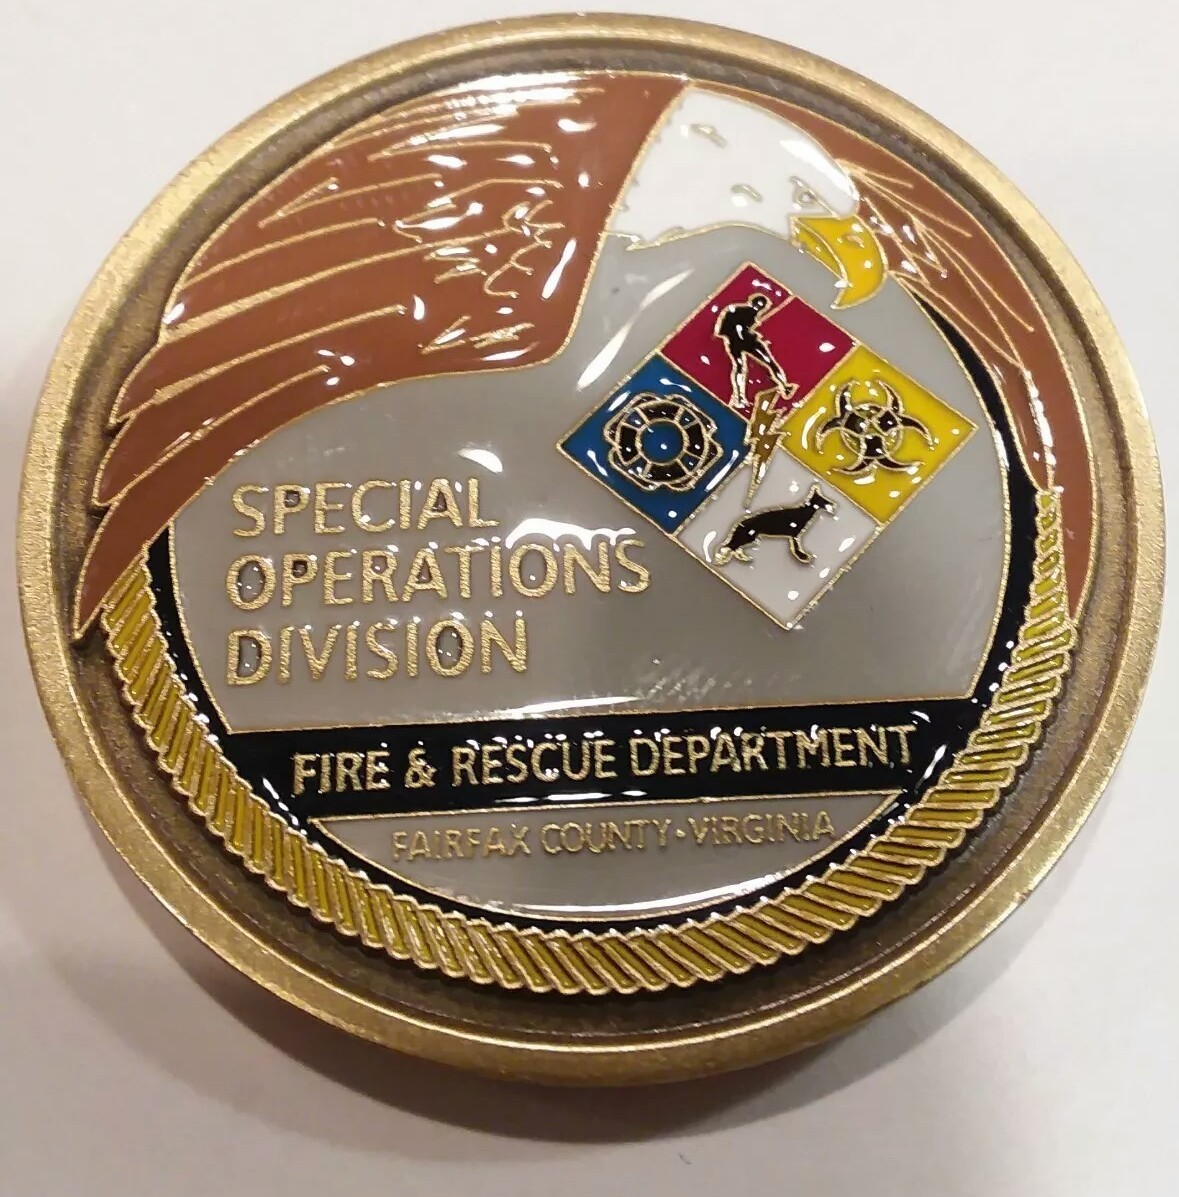 SPECIAL
OPERATIONS
DIVISION
FIRE & RESCUE DEPARTMENT
FAIRFAX COUNTY • VIRGINIA